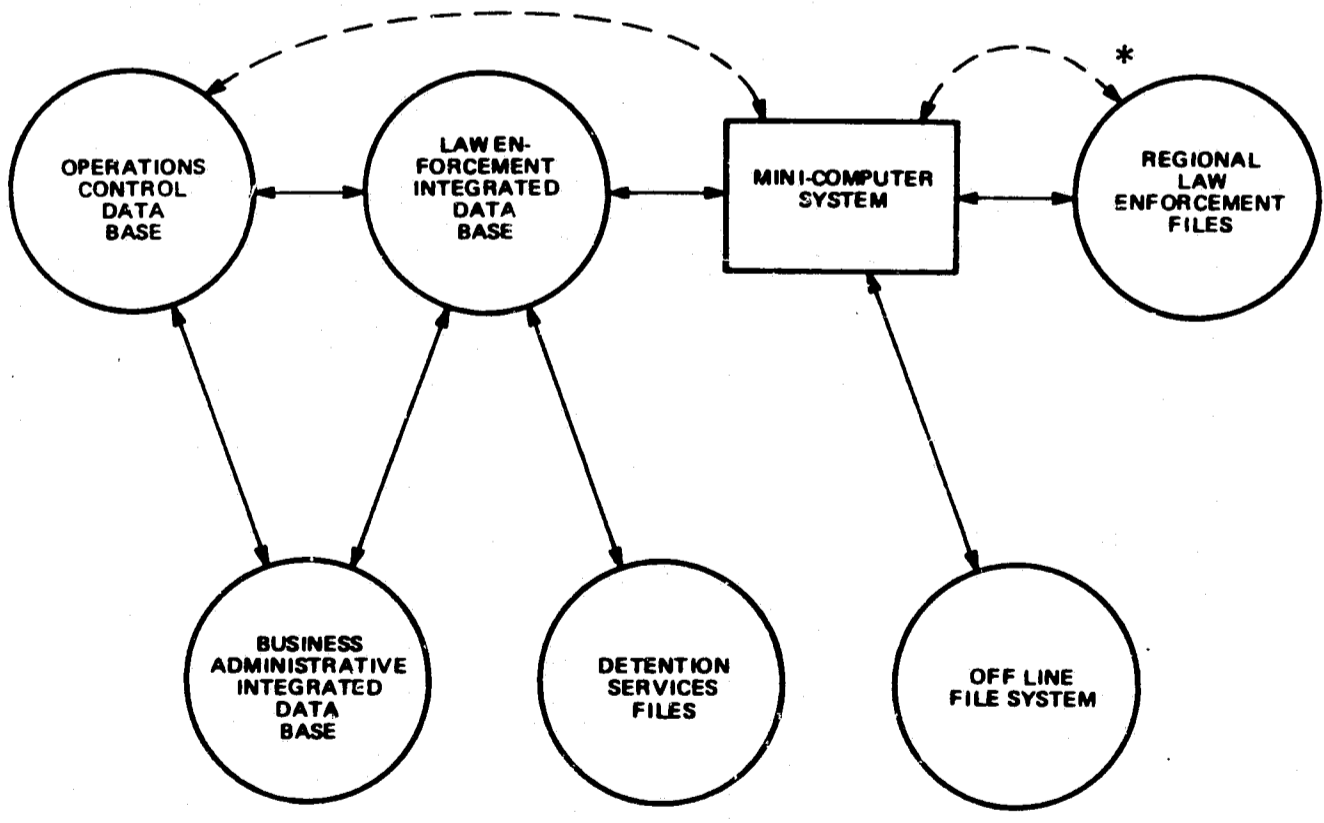 *
OPERATIONS
CONTROL
DATA
BASE
LAW EN-
FORCEMENT
INTEGRATED
DATA
BASE
MINI-COMPUTER
SYSTEM
REGIONAL
LAW
ENFORCEMENT
FILES
BUSINESS
ADMINISTRATIVE
INTEGRATED
DATA
BASE
DETENTION
SERVICES
FILES
OFF LINE
FILE SYSTEM